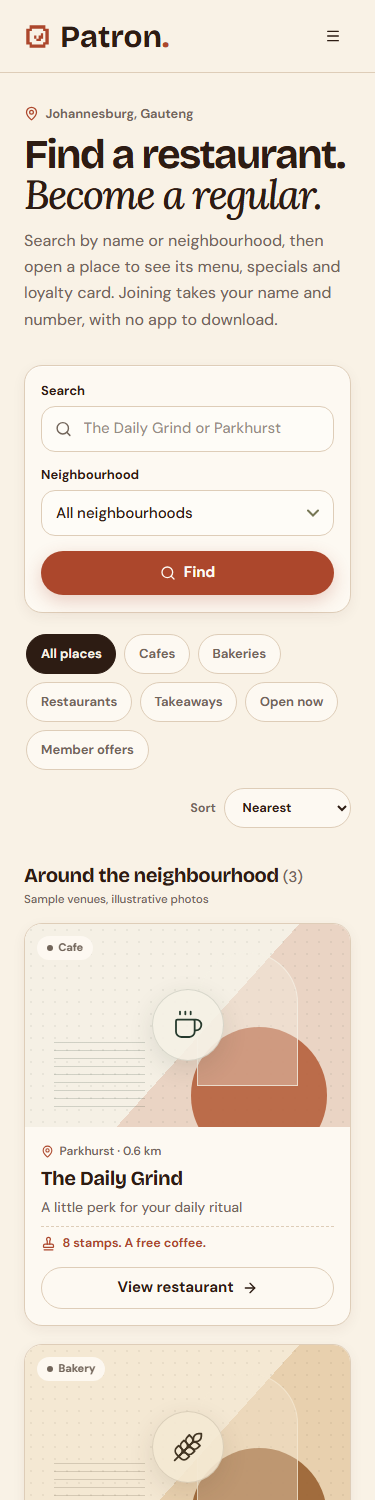 Patron.
Johannesburg, Gauteng
Find a restaurant.
Become a regular.
Search by name or neighbourhood, then
open a place to see its menu, specials and
loyalty card. Joining takes your name and
number, with no app to download.
Search
The Daily Grind or Parkhurst
Neighbourhood
All neighbourhoods
Find
All places
Cafes
Bakeries
Restaurants
Takeaways
Open now
Member offers
Sort
Nearest
Around the neighbourhood (3)
Sample venues, illustrative photos
Cafe
Parkhurst · 0.6 km
The Daily Grind
A little perk for your daily ritual
8 stamps. A free coffee.
View restaurant
Bakery